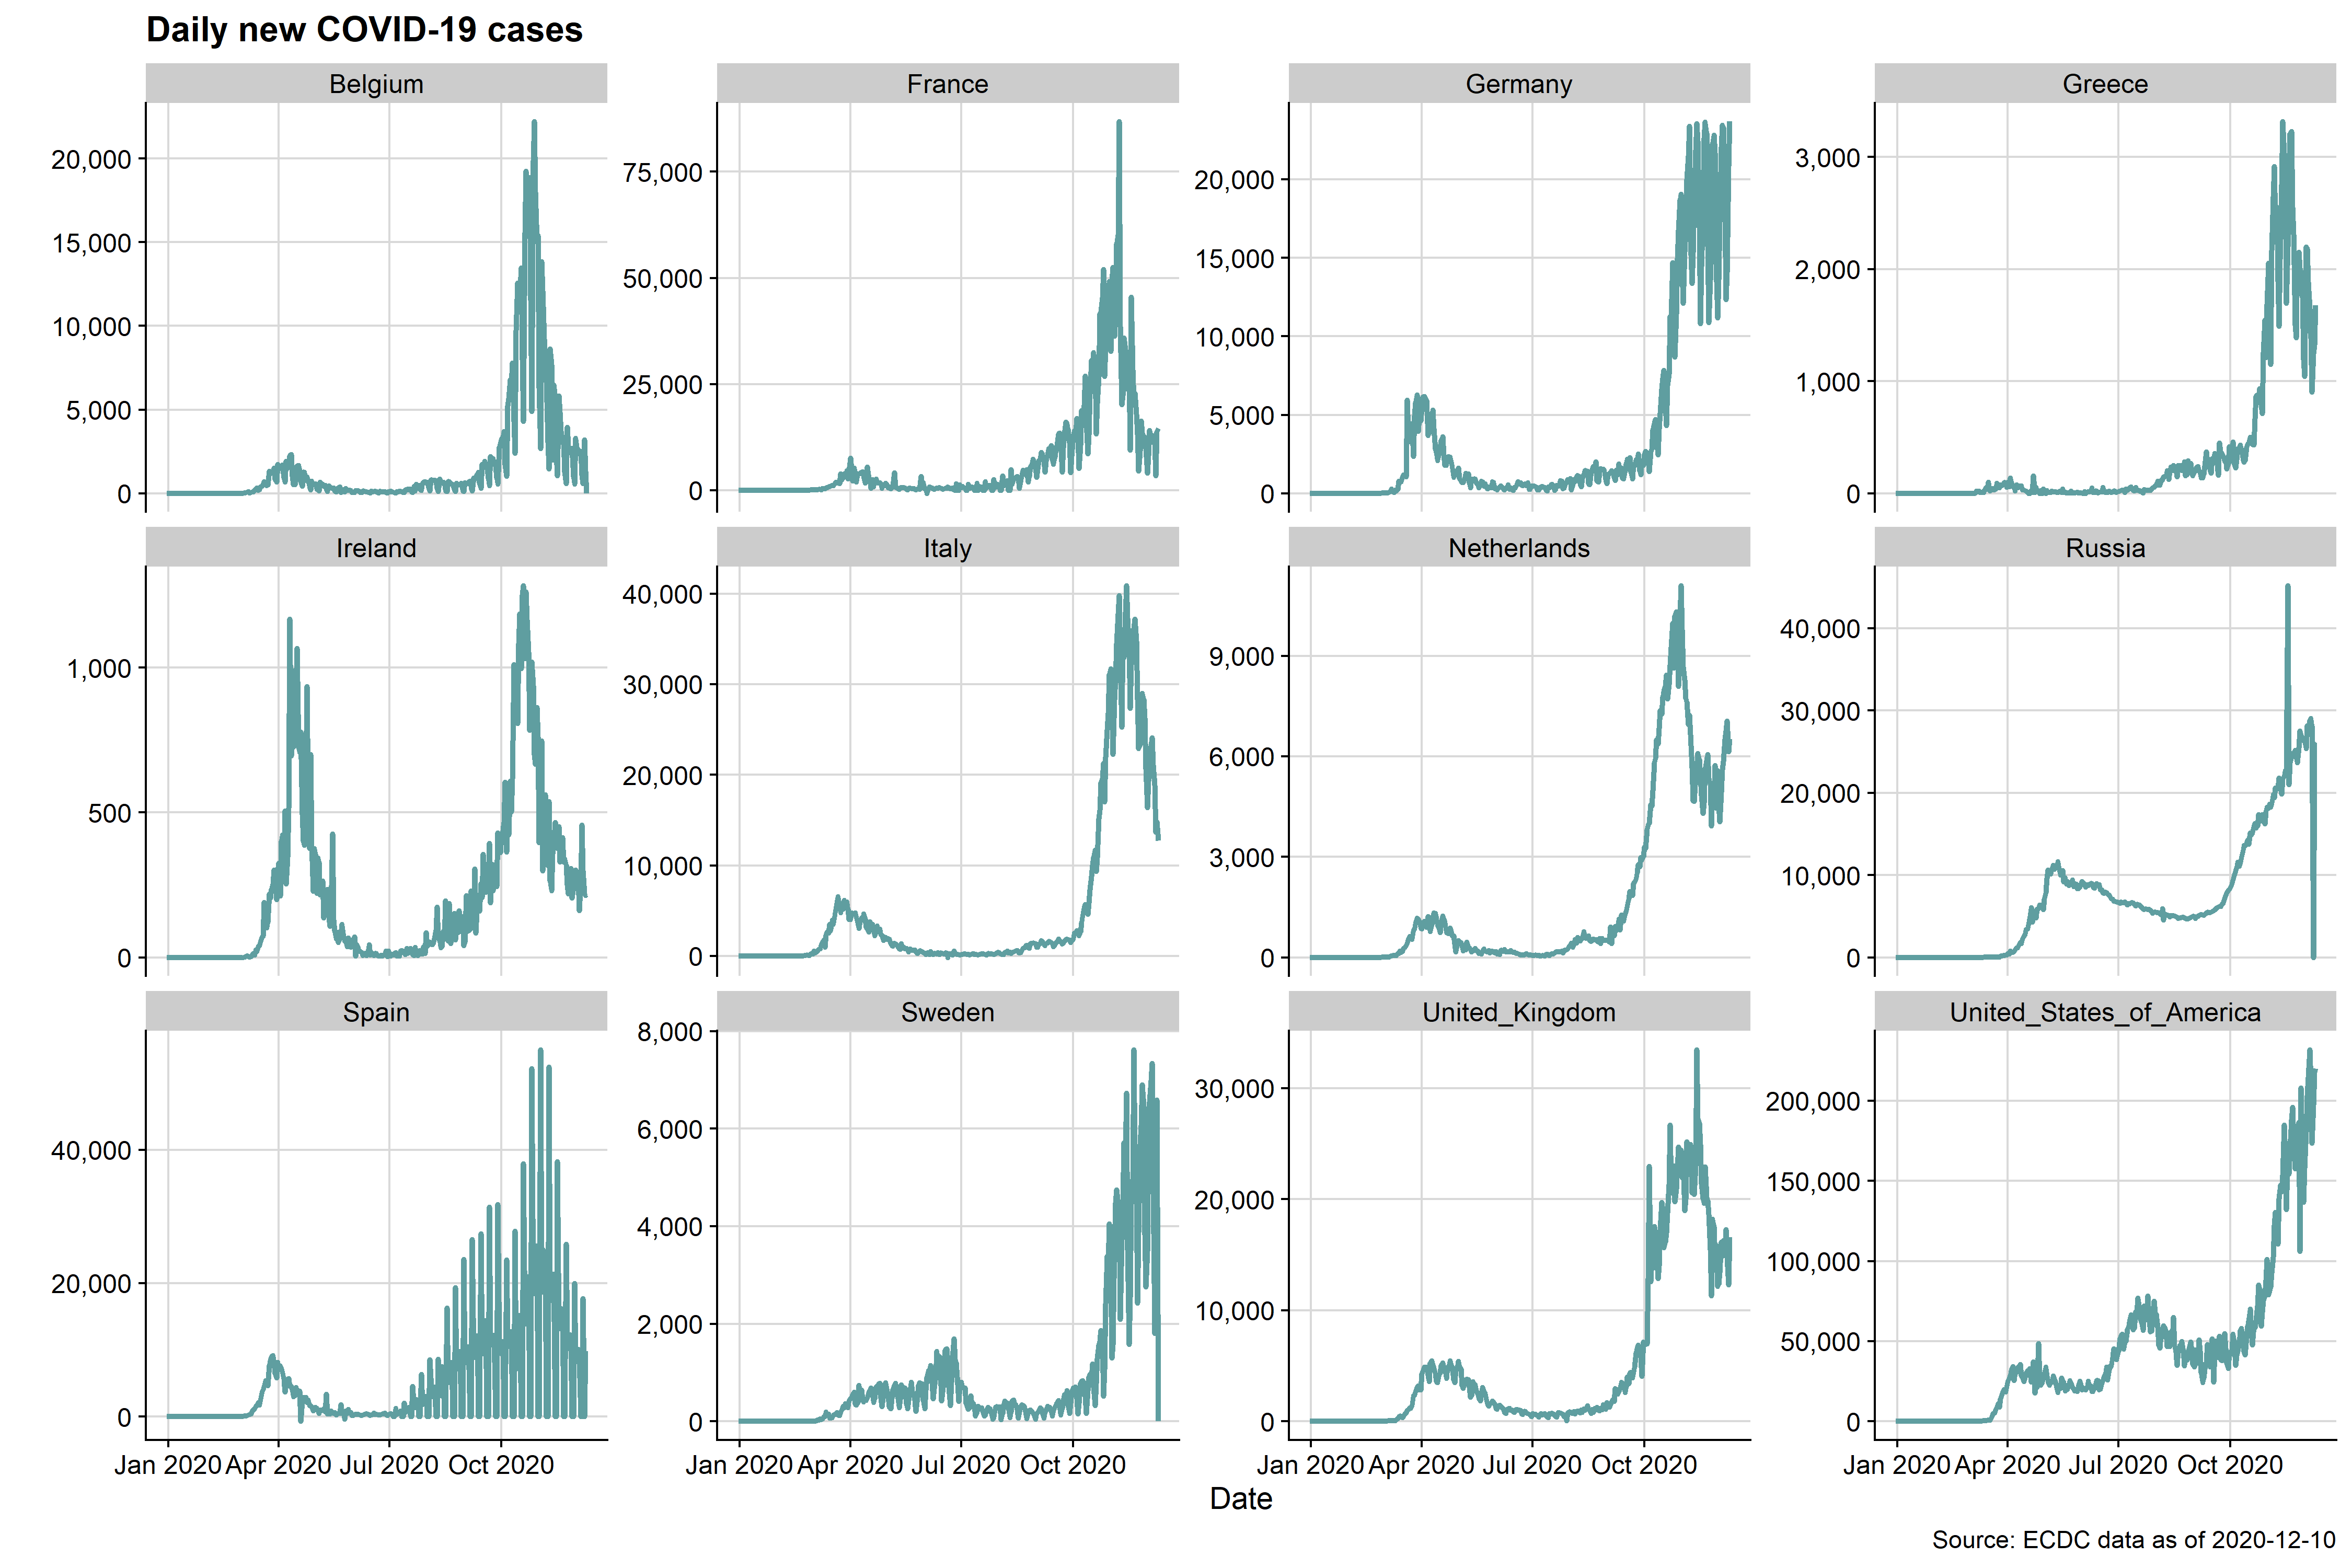 Daily new COVID-19 cases
Belgium
France
Germany
Greece
20,000
15,000
10,000
5,000
0
75,000
50,000
25,000
0
20,000
15,000
10,000
5,000
0
3,000
2,000
1,000
0
Ireland
Italy
Netherlands
Russia
1,000
500
0
40,000
30,000
20,000
10,000
0
9,000
6,000
3,000
0
40,000
30,000
20,000
10,000
0
Spain
Sweden
United_Kingdom
United_States_of_America
40,000
20,000
0
8,000
6,000
4,000
2,000
0
30,000
20,000
10,000
0
200,000
150,000
100,000
50,000
0
Jan 2020 Apr 2020 Jul 2020 Oct 2020
Jan 2020 Apr 2020 Jul 2020 Oct 2020
Jan 2020 Apr 2020 Jul 2020 Oct 2020
Jan 2020 Apr 2020 Jul 2020 Oct 2020
Date
Source: ECDC data as of 2020-12-10